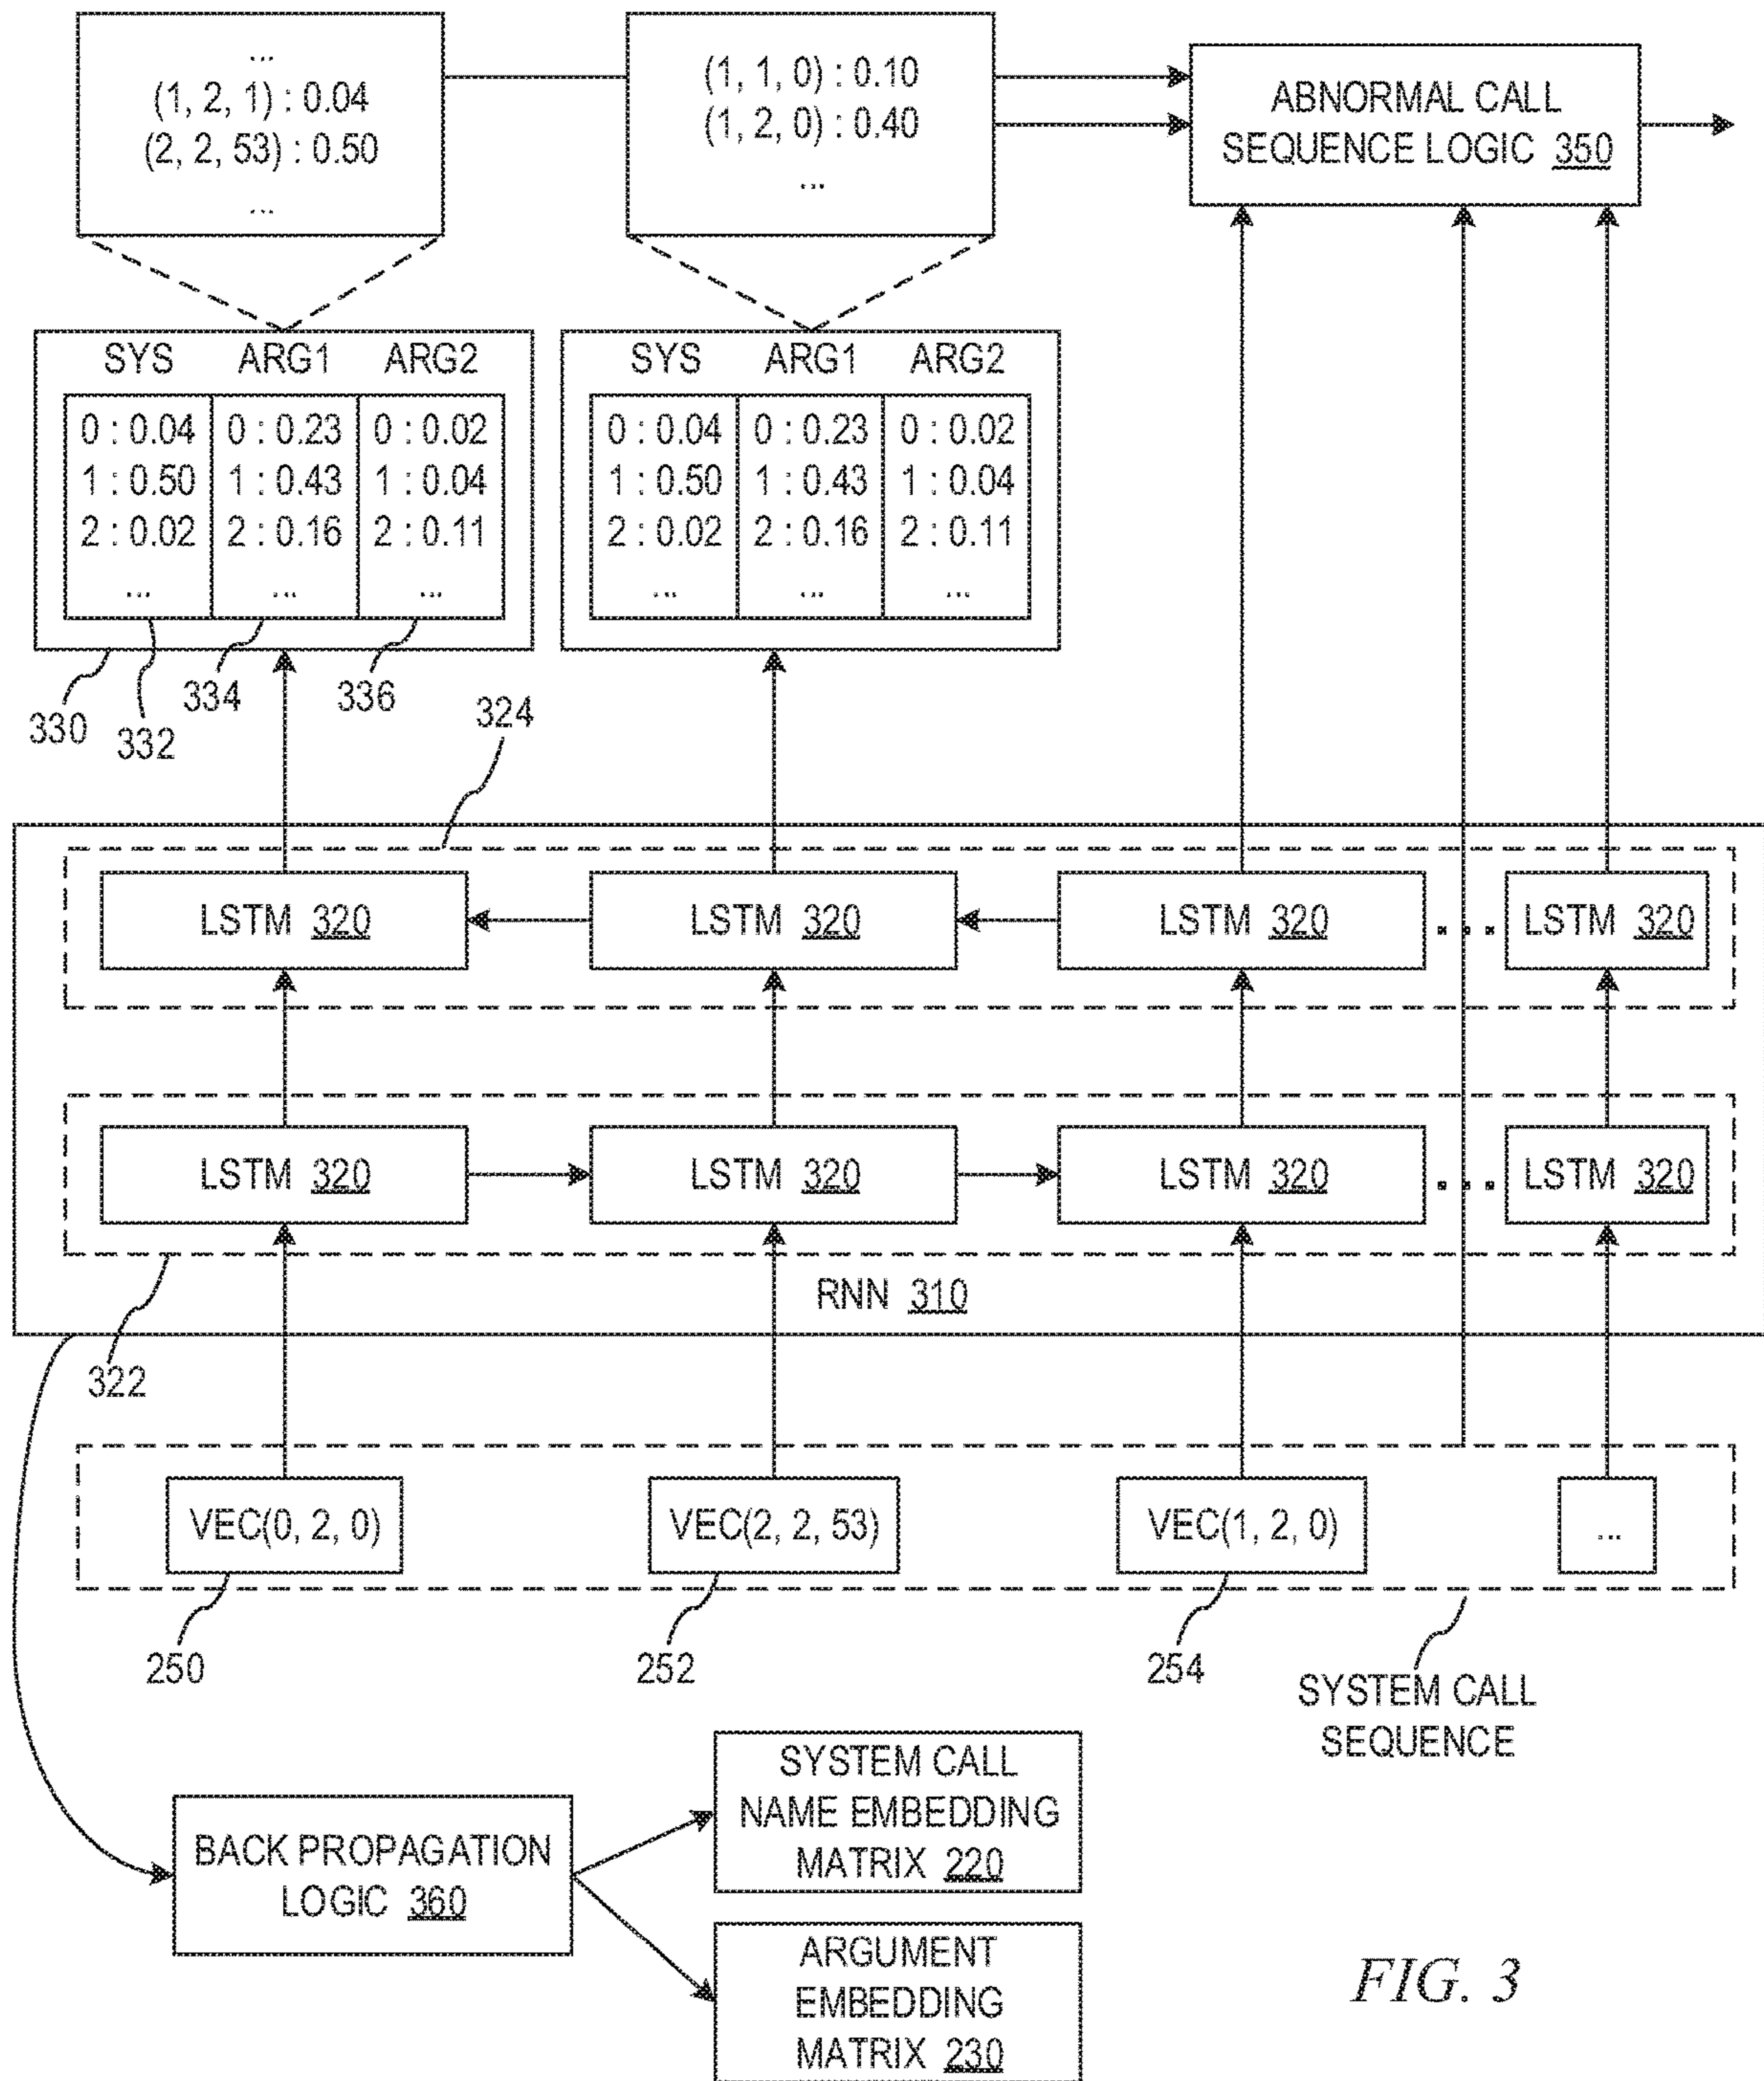 ...
(1, 2, 1) : 0.04
(2, 2, 53) : 0.50
...
(1, 1, 0) : 0.10
(1, 2, 0) : 0.40
...
ABNORMAL CALL
SEQUENCE LOGIC 350
SYS ARG1 ARG2
0 : 0.04 0 : 0.23 0 : 0.02
1 : 0.50 1 : 0.43 1 : 0.04
2 : 0.02 2 : 0.16 2 : 0.11
... ... ...
SYS ARG1 ARG2
0 : 0.04 0 : 0.23 0 : 0.02
1 : 0.50 1 : 0.43 1 : 0.04
2 : 0.02 2 : 0.16 2 : 0.11
... ... ...
330
332
334
336
324
LSTM 320
LSTM 320
LSTM 320
...
LSTM 320
LSTM 320
LSTM 320
LSTM 320
...
LSTM 320
RNN 310
322
VEC(0, 2, 0)
VEC(2, 2, 53)
VEC(1, 2, 0)
...
250
252
254
SYSTEM CALL
SEQUENCE
BACK PROPAGATION
LOGIC 360
SYSTEM CALL
NAME EMBEDDING
MATRIX 220
ARGUMENT
EMBEDDING
MATRIX 230
FIG. 3